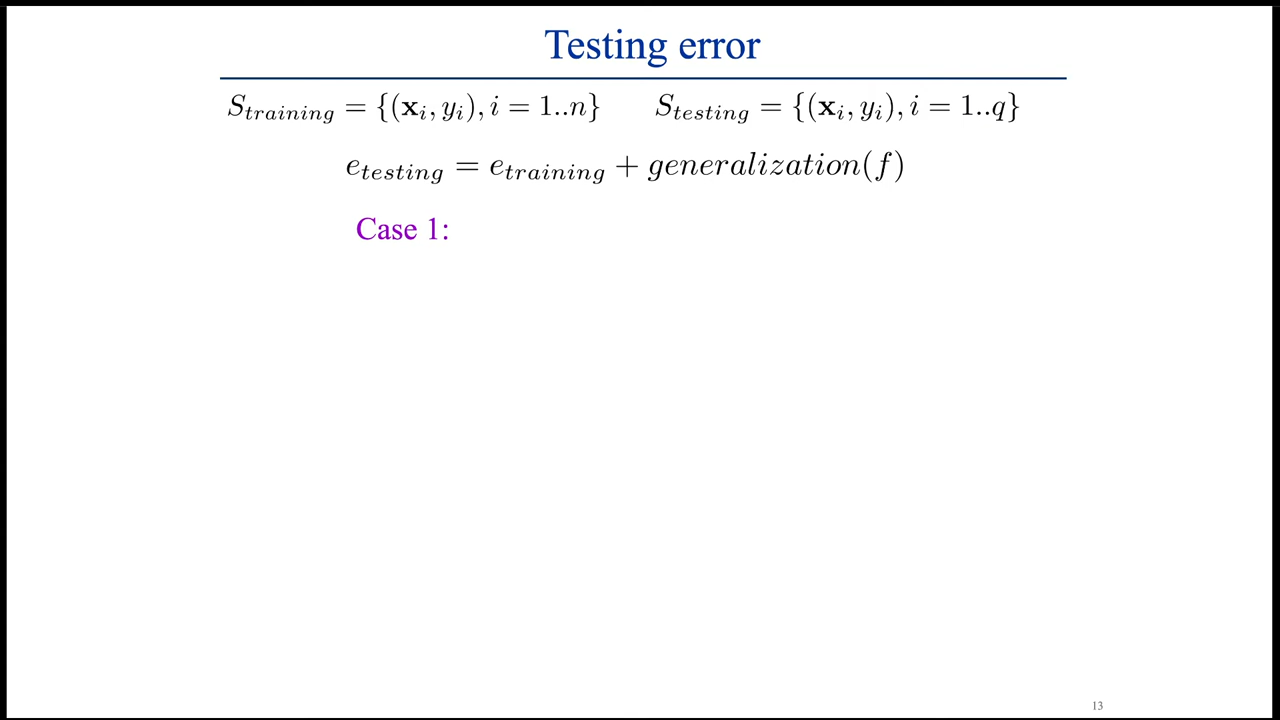 Testing error
S_{training} = {(x_i, y_i), i = 1..n} S_{testing} = {(x_i, y_i), i = 1..q}
e_{testing} = e_{training} + generalization(f)
Case 1:
13